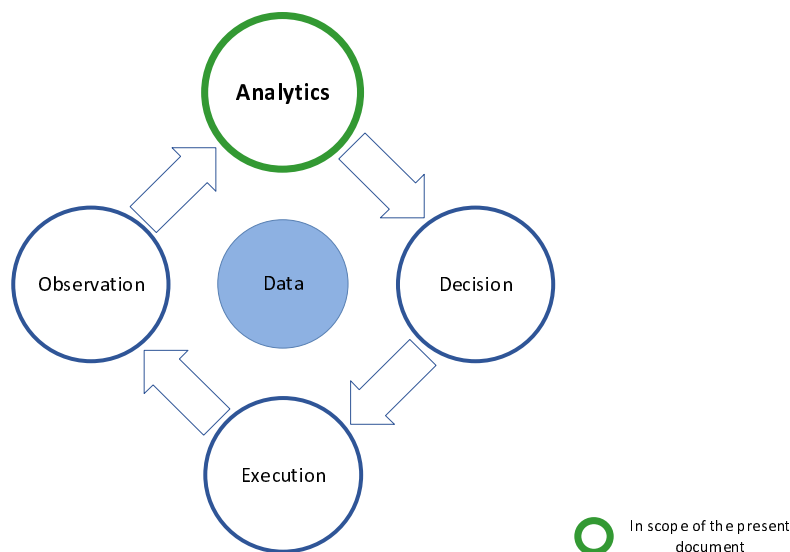 Analytics
Observation
Data
Decision
Execution
In scope of the present
document